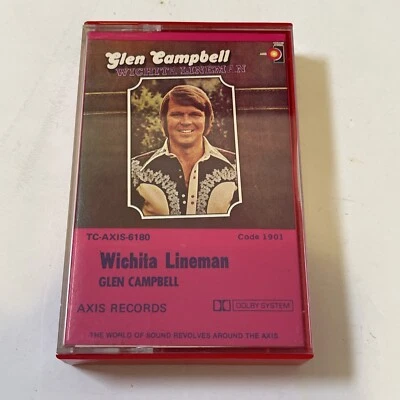 Glen Campbell
WICHITA LINEMAN
TC-AXIS-6180 Code 1901
Wichita Lineman
GLEN CAMPBELL
AXIS RECORDS DOLBY SYSTEM
THE WORLD OF SOUND REVOLVES AROUND THE AXIS